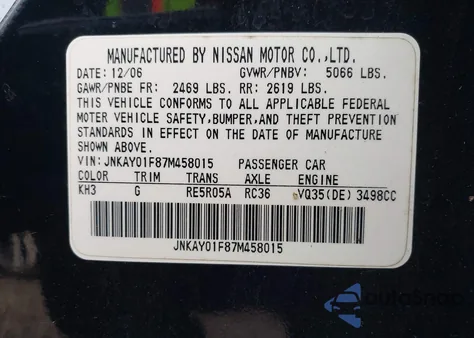 MANUFACTURED BY NISSAN MOTOR CO.,LTD.
DATE: 12/06 GVWR/PNBV: 5066 LBS.
GAWR/PNBE FR: 2469 LBS. RR: 2619 LBS.
THIS VEHICLE CONFORMS TO ALL APPLICABLE FEDERAL
MOTOR VEHICLE SAFETY,BUMPER,AND THEFT PREVENTION
STANDARDS IN EFFECT ON THE DATE OF MANUFACTURE
SHOWN ABOVE.
VIN: JNKAY01F87M458015 PASSENGER CAR
COLOR TRIM TRANS AXLE ENGINE
KH3 G RE5R05A RC36 VQ35(DE) 3498CC
JNKAY01F87M458015